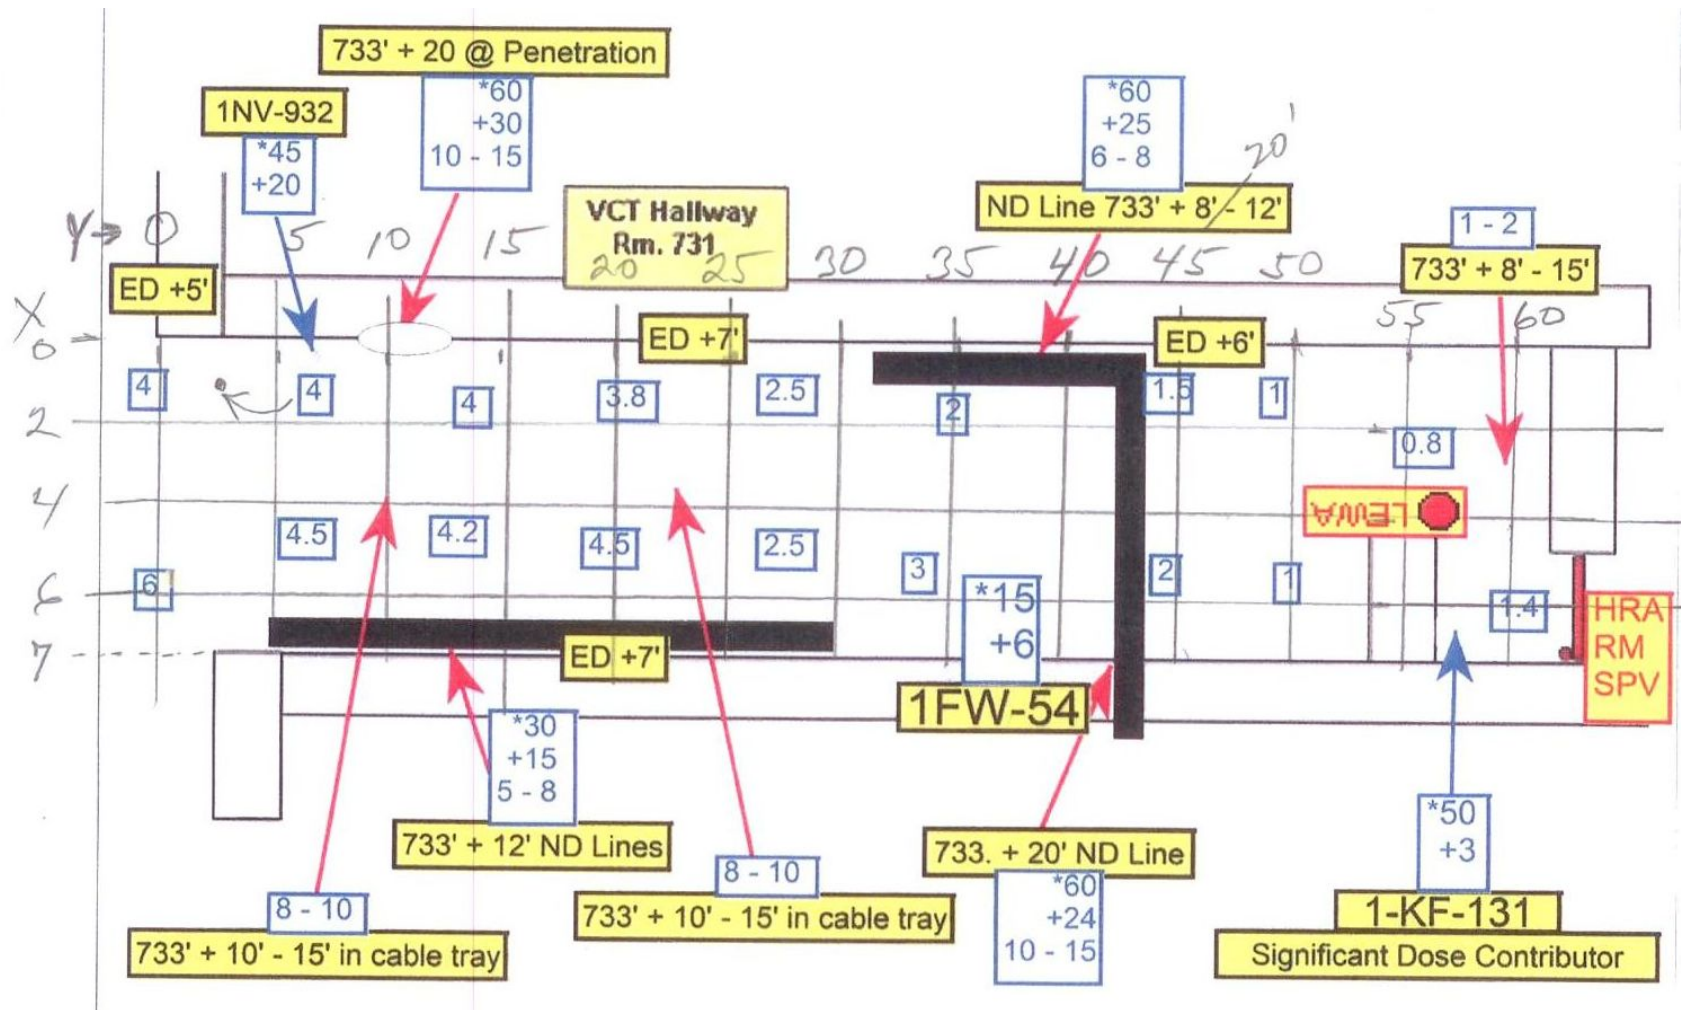 733' + 20 @ Penetration
*60
+30
10 - 15
1NV-932
*45
+20
*60
+25
6 - 8
20'
ND Line 733' + 8' - 12'
VCT Hallway
Rm. 731
1 - 2
733' + 8' - 15'
Y → 0 5 10 15 20 25 30 35 40 45 50 55 60
ED +5'
X
0
ED +7'
ED +6'
4
4
4
3.8
2.5
2
1.5
1
2
0.8
4
LEWA
4.5
4.2
4.5
2.5
3
2
1
6
6
*15
+6
1.4
HRA
RM
SPV
7
ED +7'
1FW-54
*30
+15
5 - 8
733' + 12' ND Lines
8 - 10
733' + 10' - 15' in cable tray
8 - 10
733' + 10' - 15' in cable tray
733. + 20' ND Line
*60
+24
10 - 15
*50
+3
1-KF-131
Significant Dose Contributor